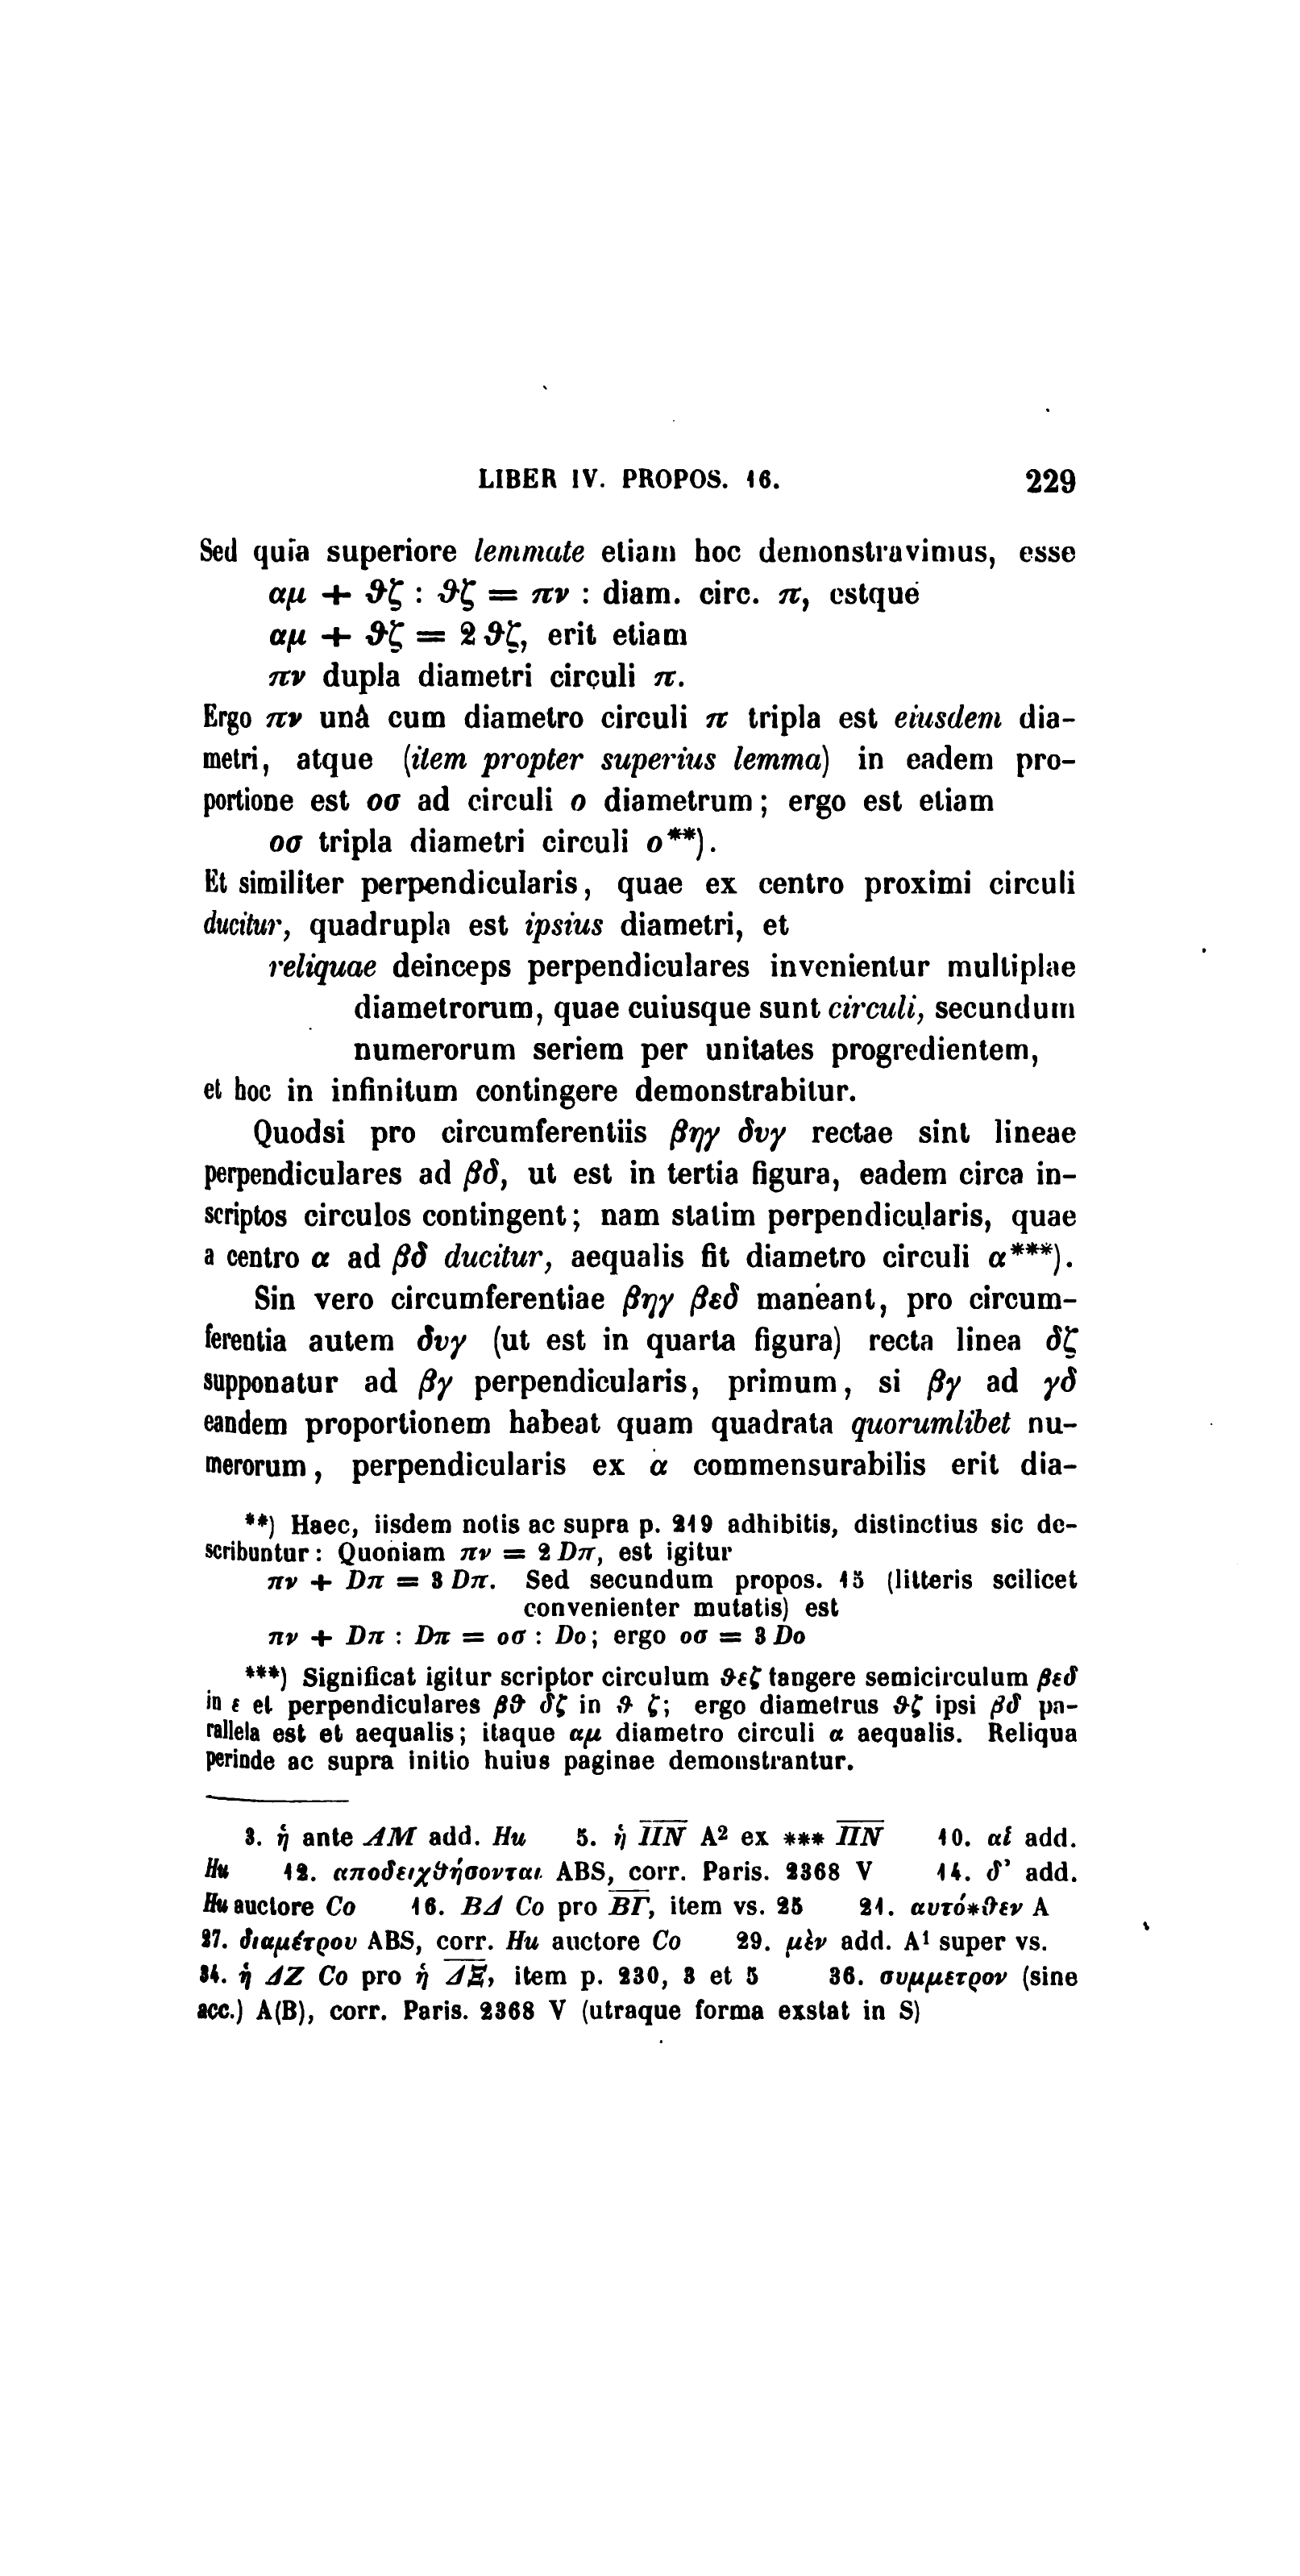 LIBER IV. PROPOS. 16. 229
Sed quia superiore lemmate etiam hoc demonstravimus, esse
αμ + ϑζ : ϑζ = πν : diam. circ. π, estque
αμ + ϑζ = 2 ϑζ, erit etiam
πν dupla diametri circuli π.
Ergo πν unâ cum diametro circuli π tripla est eiusdem dia-
metri, atque (item propter superius lemma) in eadem pro-
portione est οσ ad circuli ο diametrum; ergo est etiam
οσ tripla diametri circuli ο**).
Et similiter perpendicularis, quae ex centro proximi circuli
ducitur, quadrupla est ipsius diametri, et
reliquae deinceps perpendiculares invenientur multiplae
diametrorum, quae cuiusque sunt circuli, secundum
numerorum seriem per unitates progredientem,
et hoc in infinitum contingere demonstrabitur.
Quodsi pro circumferentiis βηγ δυγ rectae sint lineae
perpendiculares ad βδ, ut est in tertia figura, eadem circa in-
scriptos circulos contingent; nam statim perpendicularis, quae
a centro α ad βδ ducitur, aequalis fit diametro circuli α***).
Sin vero circumferentiae βηγ βεδ maneant, pro circum-
ferentia autem δυγ (ut est in quarta figura) recta linea δζ
supponatur ad βγ perpendicularis, primum, si βγ ad γδ
eandem proportionem habeat quam quadrata quorumlibet nu-
merorum, perpendicularis ex α commensurabilis erit dia-
**) Haec, iisdem notis ac supra p. 219 adhibitis, distinctius sic de-
scribuntur: Quoniam πν = 2 Dπ, est igitur
πν + Dπ = 3 Dπ. Sed secundum propos. 15 (litteris scilicet
convenienter mutatis) est
πν + Dπ : Dπ = οσ : Dο; ergo οσ = 3 Dο
***) Significat igitur scriptor circulum ϑεζ tangere semicirculum βεδ
in ε et perpendiculares βϑ δζ in ϑ ζ; ergo diametrus ϑζ ipsi βδ pa-
rallela est et aequalis; itaque αμ diametro circuli α aequalis. Reliqua
perinde ac supra initio huius paginae demonstrantur.
3. ἡ ante ΑΜ add. Hu 5. ἡ Π̅Ν̅ A² ex *** Π̅Ν̅ 10. αἱ add.
Hu 12. αποδειχϑήσονται ABS, corr. Paris. 2368 V 14. δ’ add.
Hu auctore Co 16. ΒΔ Co pro Β̅Γ̅, item vs. 25 21. αυτό*ϑεν A
27. διαμέτρου ABS, corr. Hu auctore Co 29. μὲν add. A¹ super vs.
34. ἡ ΔΖ Co pro ἡ Δ̅Ξ̅, item p. 230, 3 et 5 36. συμμετρον (sine
acc.) A(B), corr. Paris. 2368 V (utraque forma exstat in S)